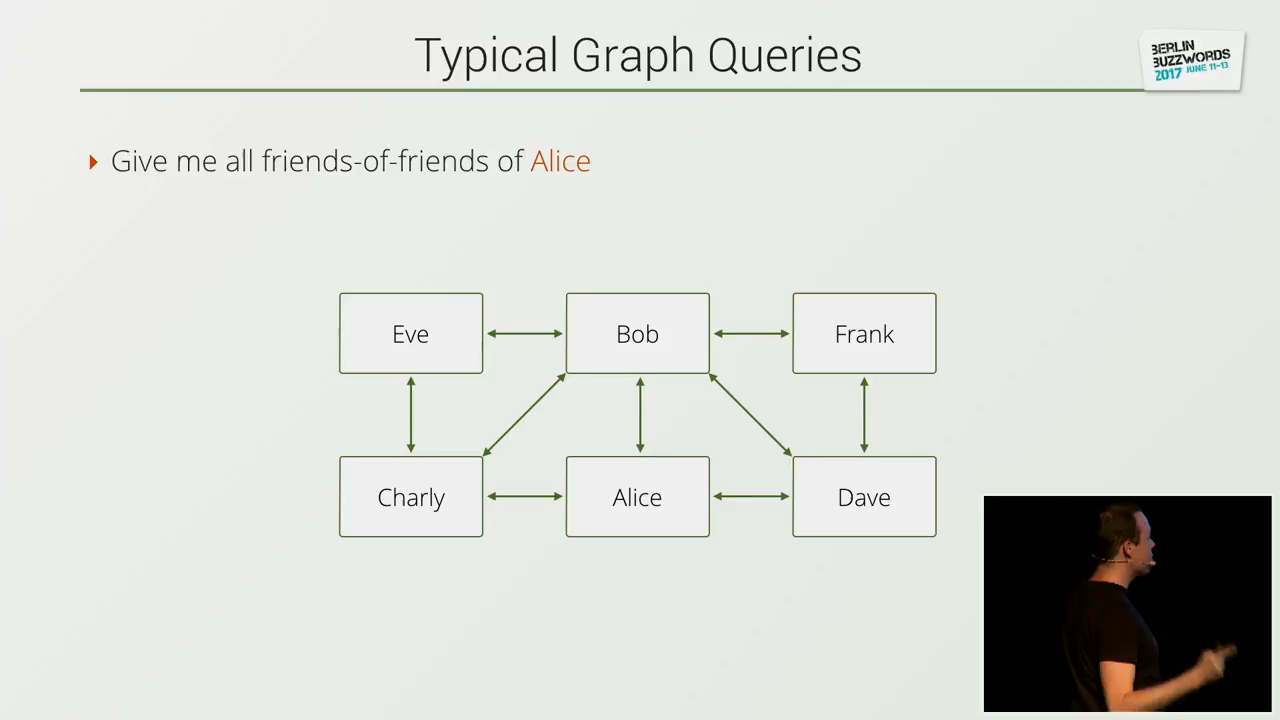 Typical Graph Queries
BERLIN
BUZZWORDS
2017 JUNE 11-13
Give me all friends-of-friends of Alice
Eve
Bob
Frank
Charly
Alice
Dave